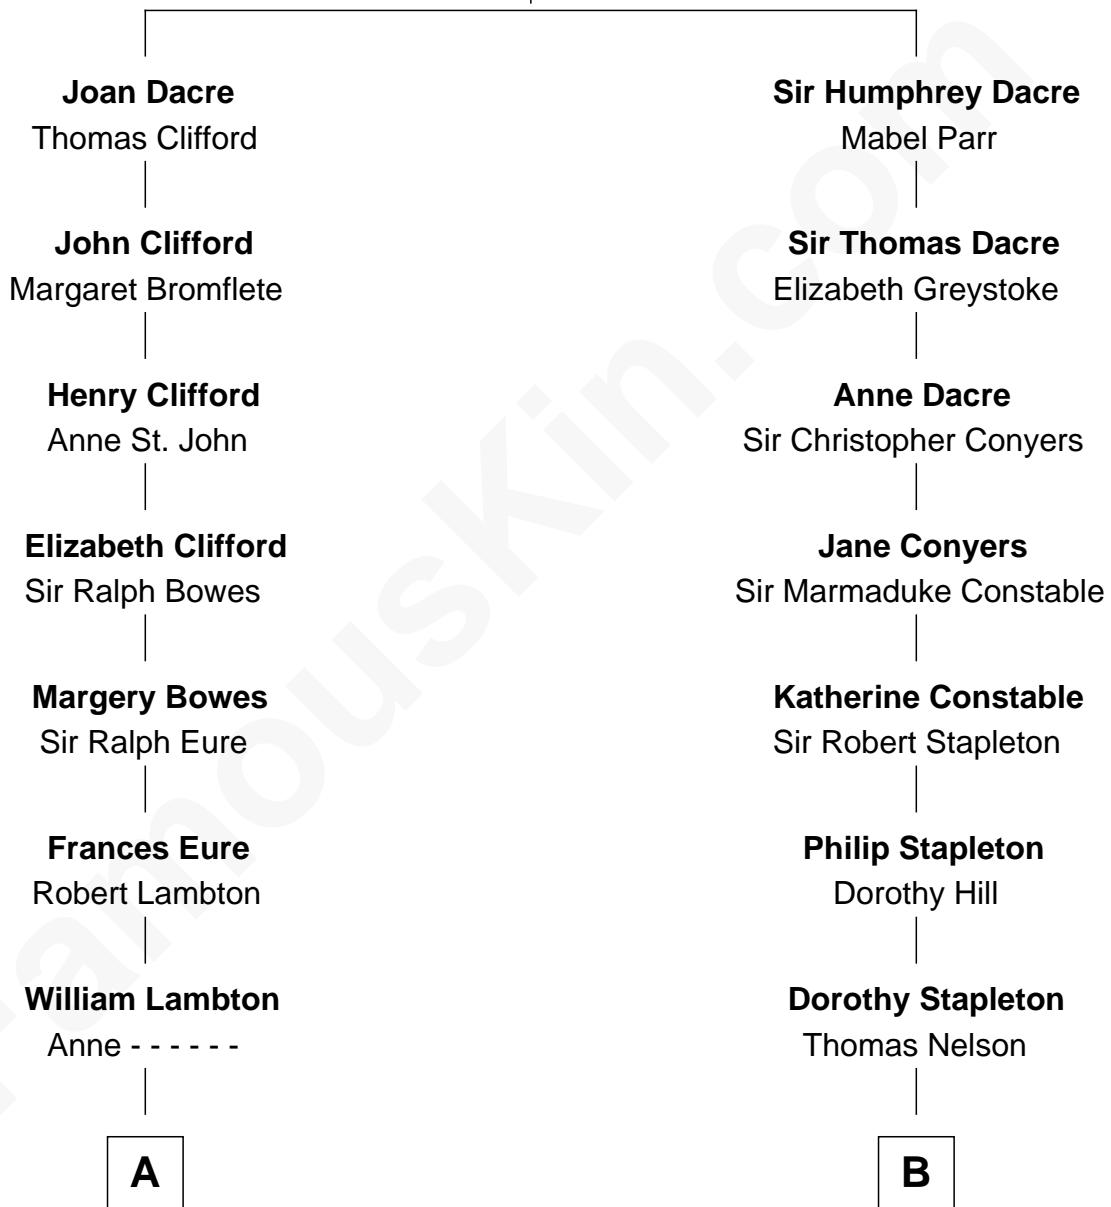 Joan Dacre
Thomas Clifford
John Clifford
Margaret Bromflete
Henry Clifford
Anne St. John
Elizabeth Clifford
Sir Ralph Bowes
Margery Bowes
Sir Ralph Eure
Frances Eure
Robert Lambton
William Lambton
Anne - - - - - -
A
Sir Humphrey Dacre
Mabel Parr
Sir Thomas Dacre
Elizabeth Greystoke
Anne Dacre
Sir Christopher Conyers
Jane Conyers
Sir Marmaduke Constable
Katherine Constable
Sir Robert Stapleton
Philip Stapleton
Dorothy Hill
Dorothy Stapleton
Thomas Nelson
B
FamousKin.com